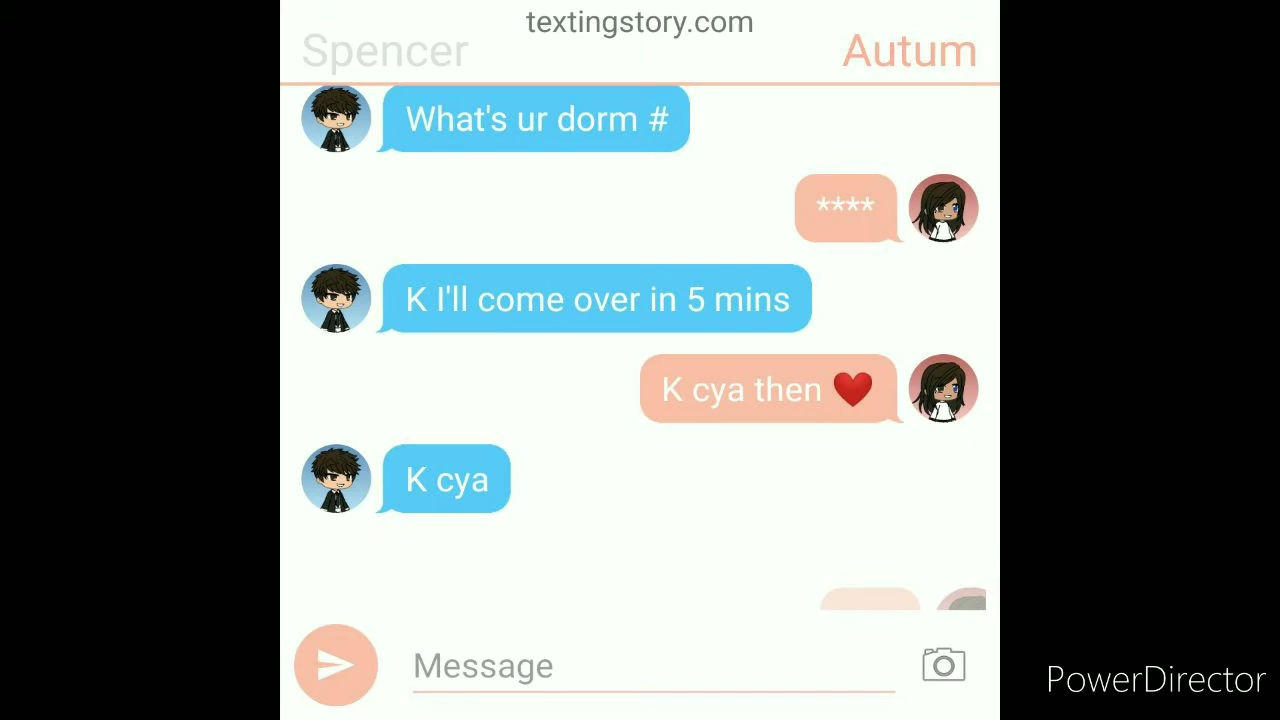 textingstory.com
Spencer
Autum
What's ur dorm #
****
K I'll come over in 5 mins
K cya then ❤️
K cya
Message
PowerDirector